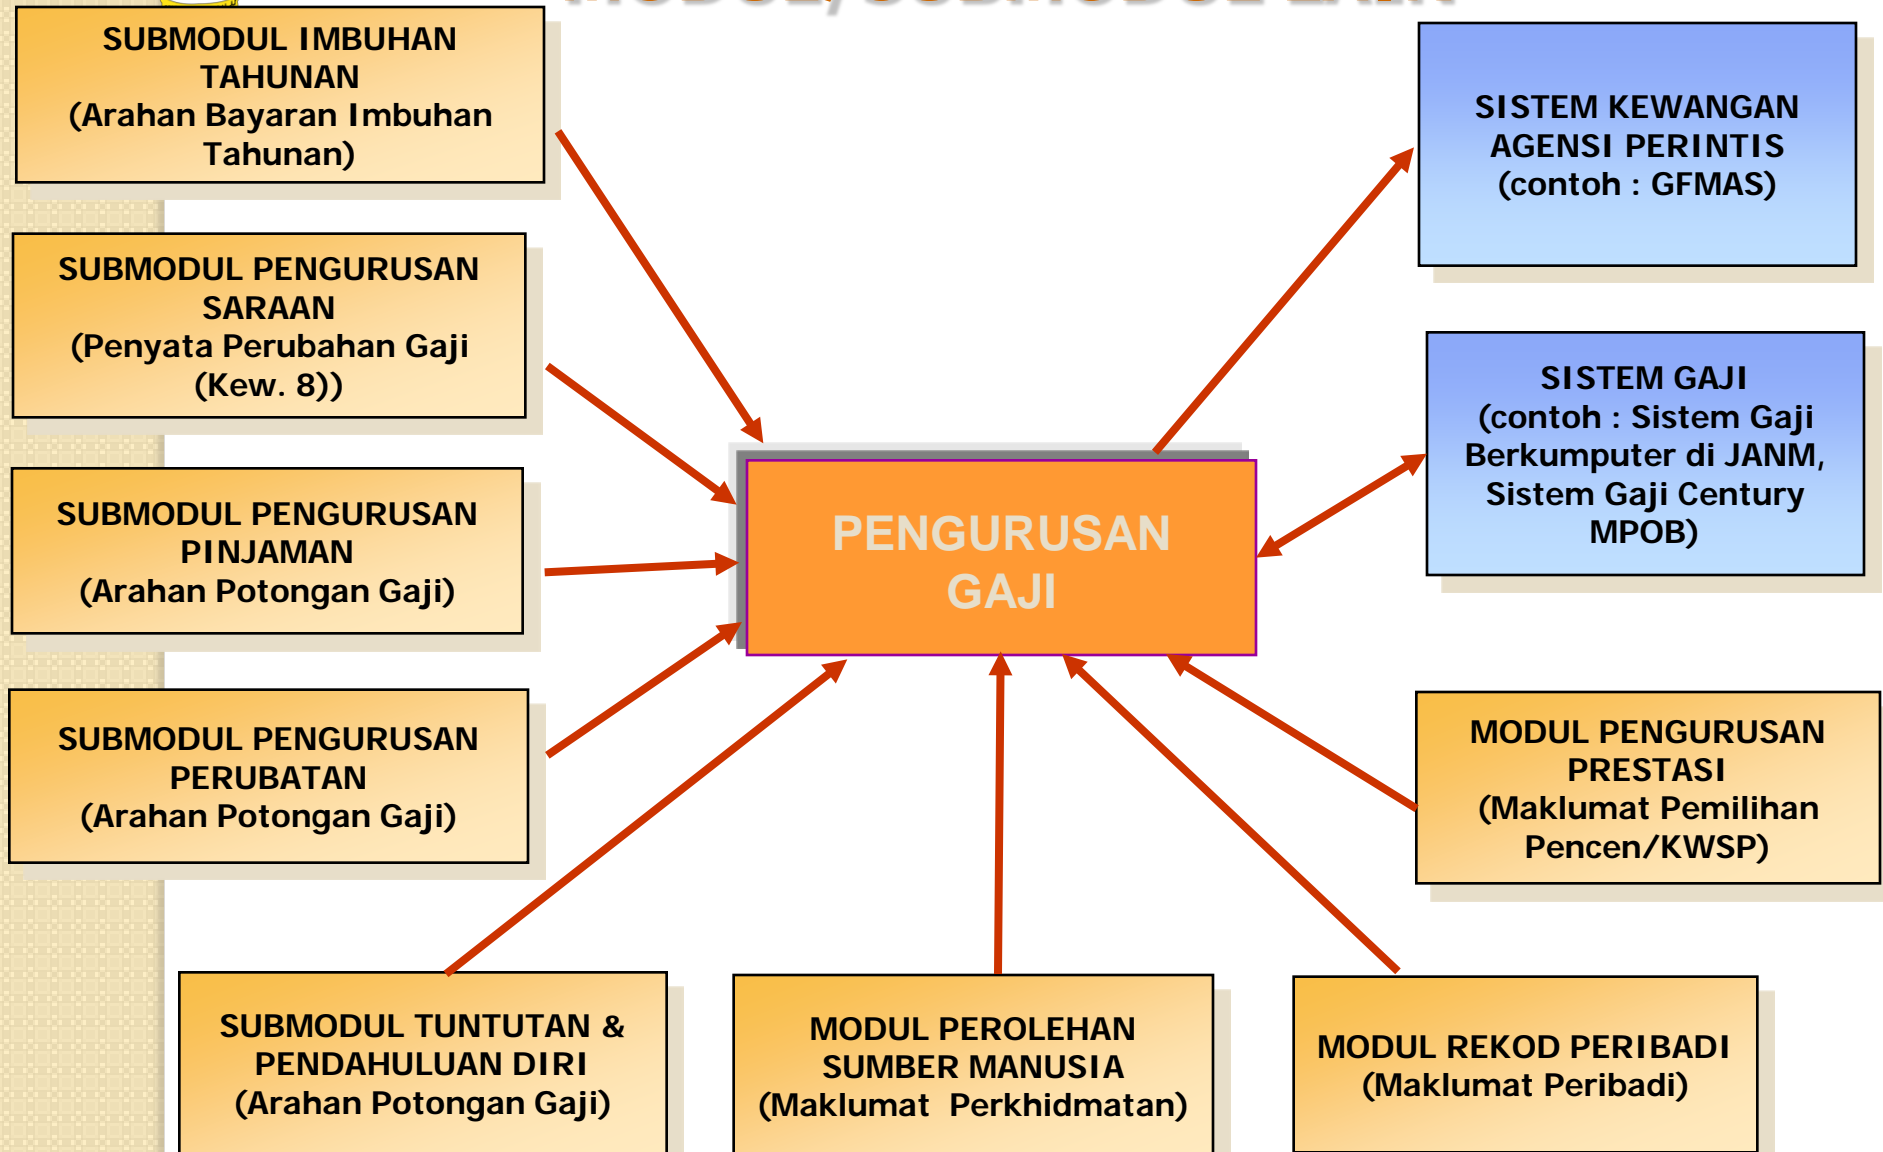 MODUL/SUBMODUL LAIN
SUBMODUL IMBUHAN
TAHUNAN
(Arahan Bayaran Imbuhan
Tahunan)
SUBMODUL PENGURUSAN
SARAAN
(Penyata Perubahan Gaji
(Kew. 8))
SUBMODUL PENGURUSAN
PINJAMAN
(Arahan Potongan Gaji)
SUBMODUL PENGURUSAN
PERUBATAN
(Arahan Potongan Gaji)
SUBMODUL TUNTUTAN &
PENDAHULUAN DIRI
(Arahan Potongan Gaji)
MODUL PEROLEHAN
SUMBER MANUSIA
(Maklumat  Perkhidmatan)
MODUL REKOD PERIBADI
(Maklumat Peribadi)
MODUL PENGURUSAN
PRESTASI
(Maklumat Pemilihan
Pencen/KWSP)
PENGURUSAN
GAJI
SISTEM KEWANGAN
AGENSI PERINTIS
(contoh : GFMAS)
SISTEM GAJI
(contoh : Sistem Gaji
Berkumputer di JANM,
Sistem Gaji Century
MPOB)